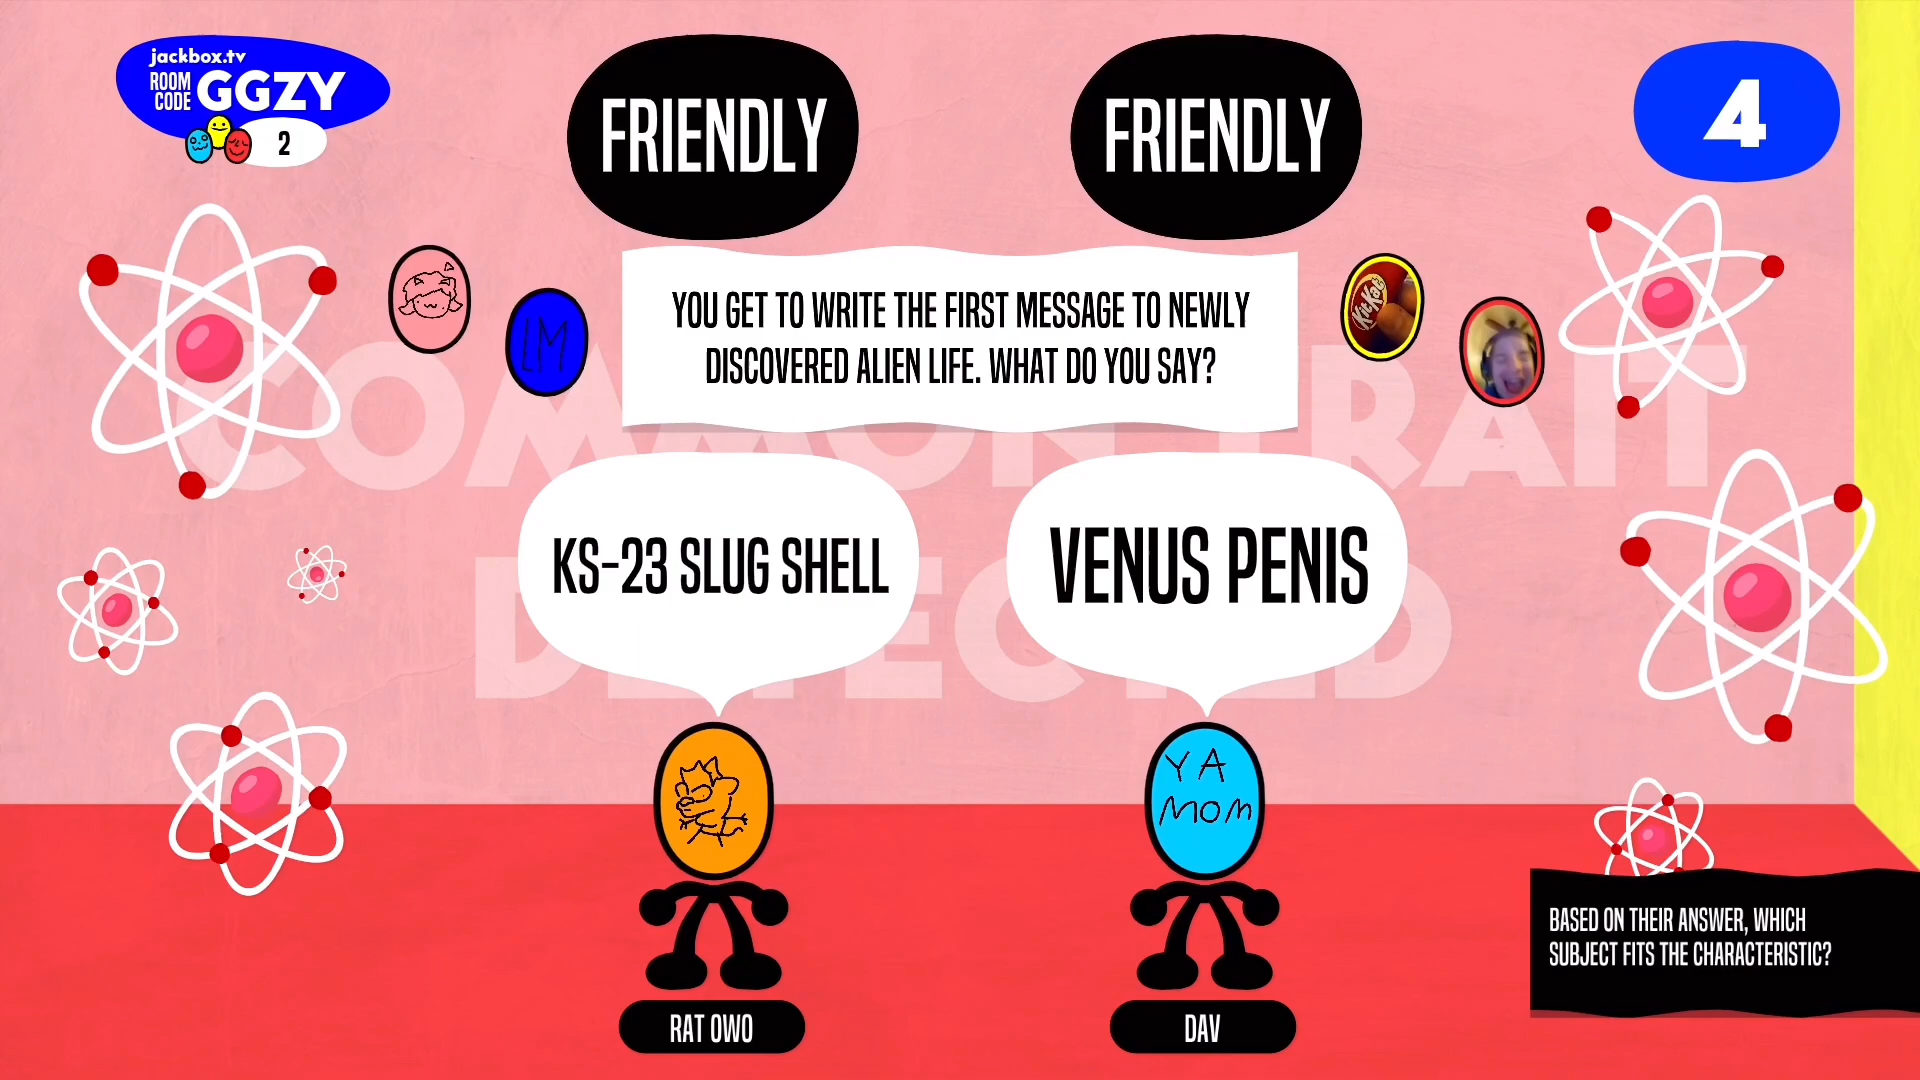 jackbox.tv
ROOM
CODE
GGZY
2
FRIENDLY
FRIENDLY
4
LM
KitKat
YOU GET TO WRITE THE FIRST MESSAGE TO NEWLY
DISCOVERED ALIEN LIFE. WHAT DO YOU SAY?
COMMON TRAIT
DETECTED
KS-23 SLUG SHELL
VENUS PENIS
YA
MOM
BASED ON THEIR ANSWER, WHICH
SUBJECT FITS THE CHARACTERISTIC?
RAT OWO
DAV